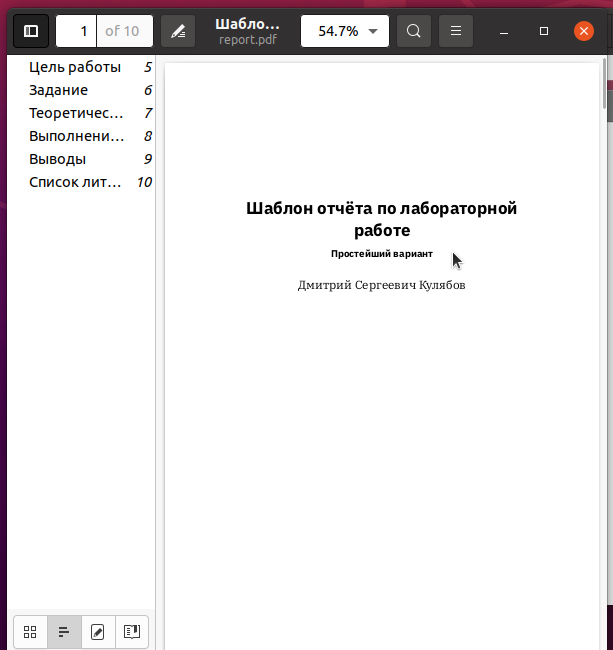 1 of 10
Шабло...
report.pdf
54.7%
Цель работы 5
Задание 6
Теоретичес... 7
Выполнени... 8
Выводы 9
Список лит... 10
Шаблон отчёта по лабораторной
работе
Простейший вариант
Дмитрий Сергеевич Кулябов